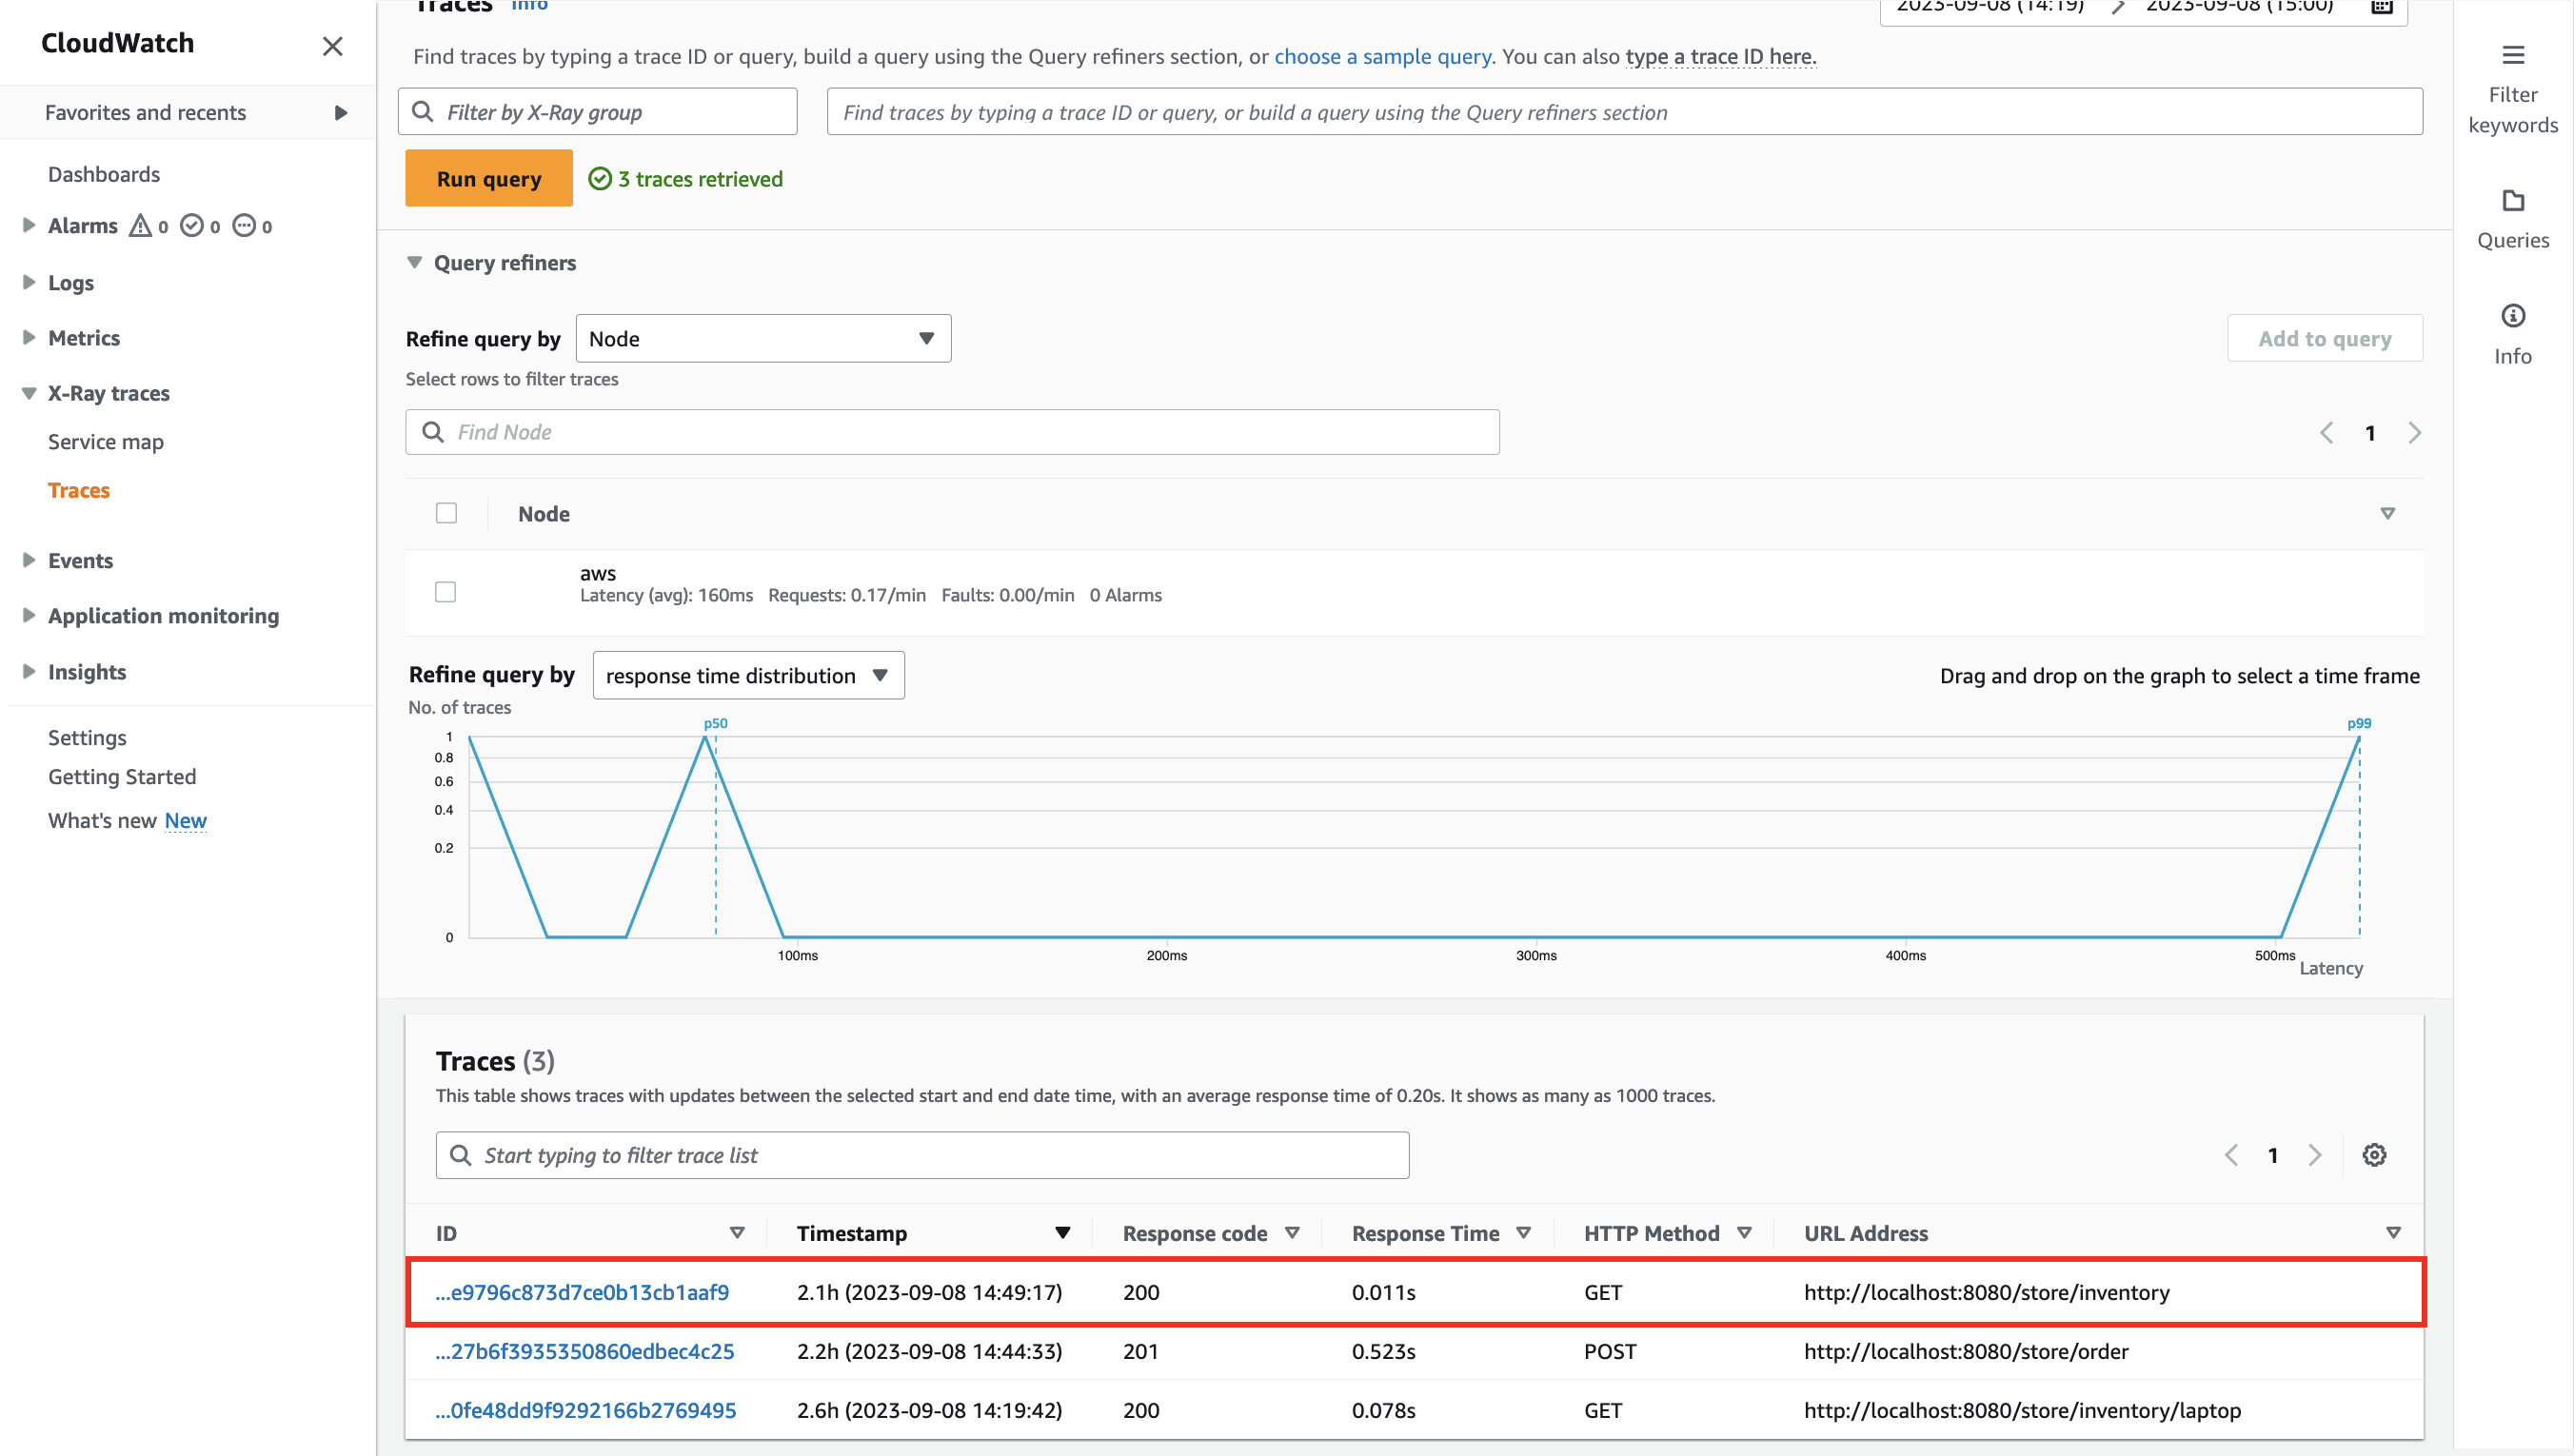 CloudWatch
Favorites and recents
Dashboards
Alarms 0 0 0
Logs
Metrics
X-Ray traces
Service map
Traces
Events
Application monitoring
Insights
Settings
Getting Started
What's new New
Traces Info
2023-09-08 (14:19) > 2023-09-08 (15:00)
Find traces by typing a trace ID or query, build a query using the Query refiners section, or choose a sample query. You can also type a trace ID here.
Filter by X-Ray group
Find traces by typing a trace ID or query, or build a query using the Query refiners section
Run query
3 traces retrieved
Query refiners
Refine query by Node
Add to query
Select rows to filter traces
Find Node
1
Node
aws
Latency (avg): 160ms Requests: 0.17/min Faults: 0.00/min 0 Alarms
Refine query by response time distribution
Drag and drop on the graph to select a time frame
No. of traces
p50
p99
1
0.8
0.6
0.4
0.2
0
100ms 200ms 300ms 400ms 500ms
Latency
Traces (3)
This table shows traces with updates between the selected start and end date time, with an average response time of 0.20s. It shows as many as 1000 traces.
Start typing to filter trace list
1
ID Timestamp Response code Response Time HTTP Method URL Address
...e9796c873d7ce0b13cb1aaf9 2.1h (2023-09-08 14:49:17) 200 0.011s GET http://localhost:8080/store/inventory
...27b6f3935350860edbec4c25 2.2h (2023-09-08 14:44:33) 201 0.523s POST http://localhost:8080/store/order
...0fe48dd9f9292166b2769495 2.6h (2023-09-08 14:19:42) 200 0.078s GET http://localhost:8080/store/inventory/laptop
Filter
keywords
Queries
Info